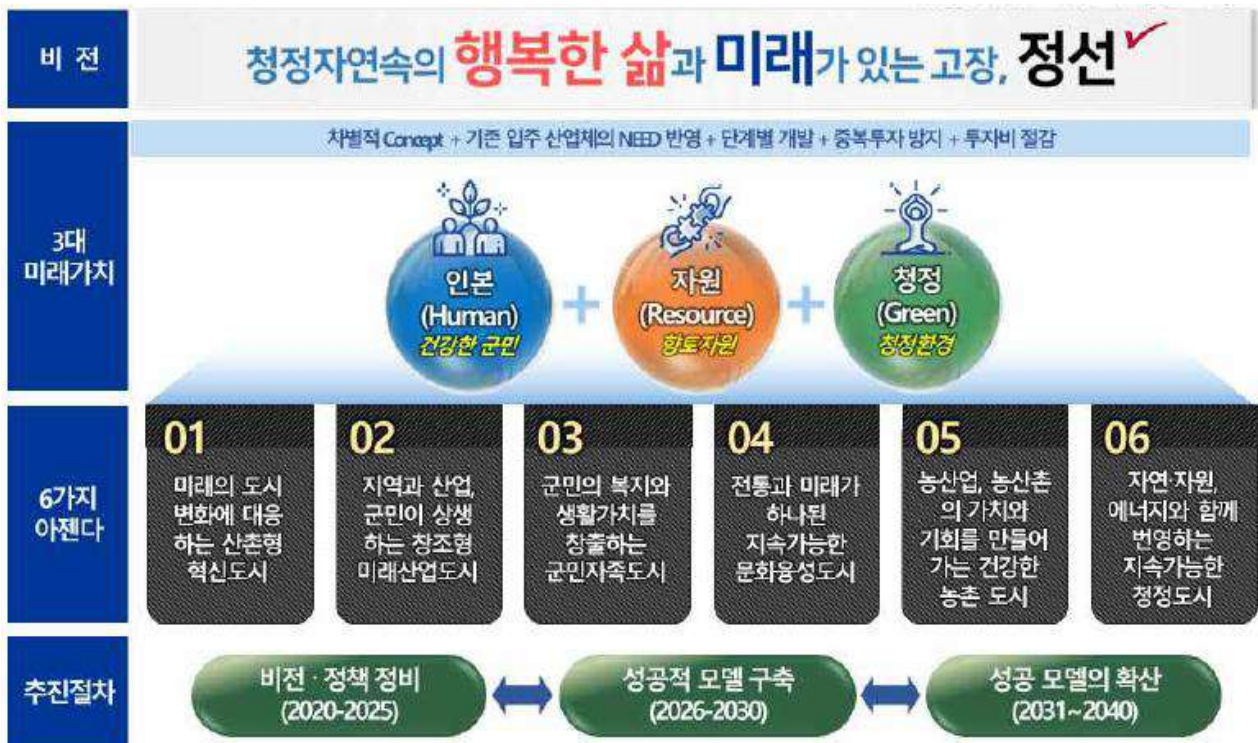 비 전
청정자연속의 행복한 삶과 미래가 있는 고장, 정선
차별적 Concept + 기존 입주 산업체의 NEED 반영 + 단계별 개발 + 중복투자 방지 + 투자비 절감
3대
미래가치
인본
(Human)
건강한 군민
+
자원
(Resource)
향토자원
+
청정
(Green)
청정환경
6가지
아젠다
01
미래의 도시
변화에 대응
하는 산촌형
혁신도시
02
지역과 산업,
군민이 상생
하는 창조형
미래산업도시
03
군민의 복지와
생활가치를
창출하는
군민자족도시
04
전통과 미래가
하나된
지속가능한
문화융성도시
05
농산업, 농산촌
의 가치와
기회를 만들어
가는 건강한
농촌 도시
06
자연·자원,
에너지와 함께
번영하는
지속가능한
청정도시
추진절차
비전 · 정책 정비
(2020-2025)
성공적 모델 구축
(2026-2030)
성공 모델의 확산
(2031~2040)